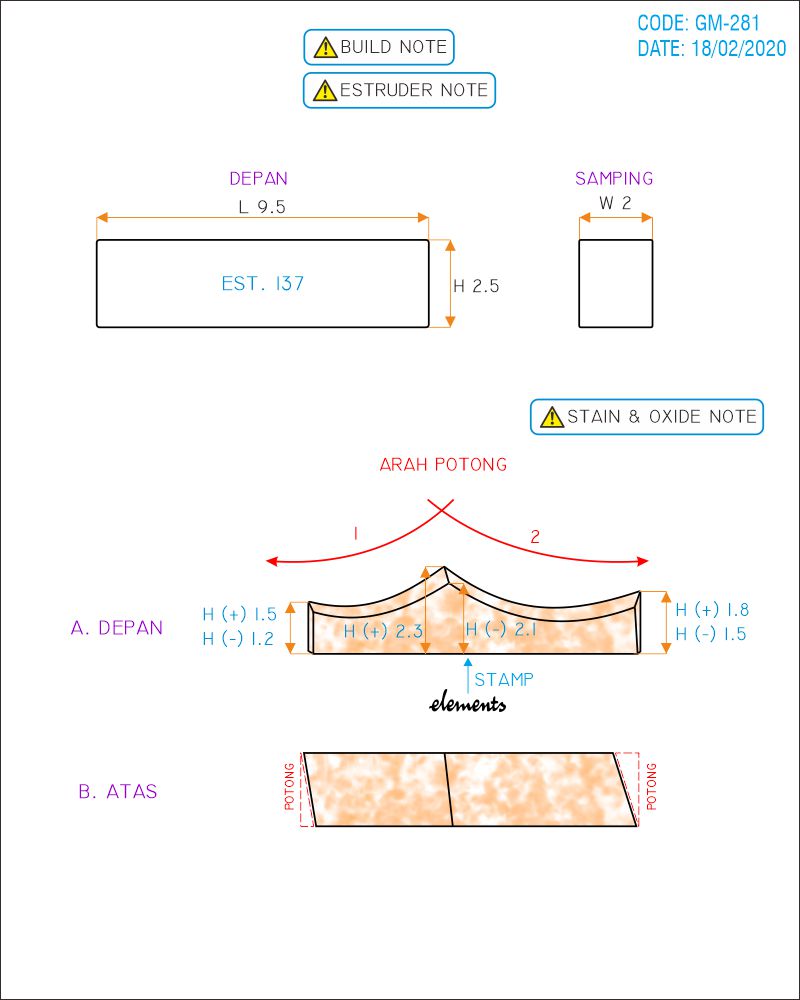 CODE: GM-281
DATE: 18/02/2020
BUILD NOTE
ESTRUDER NOTE
DEPAN
L 9.5
EST. 137
H 2.5
SAMPING
W 2
STAIN & OXIDE NOTE
ARAH POTONG
1
2
A. DEPAN
H (+) 1.5
H (-) 1.2
H (+) 2.3
H (-) 2.1
H (+) 1.8
H (-) 1.5
STAMP
elements
B. ATAS
POTONG
POTONG